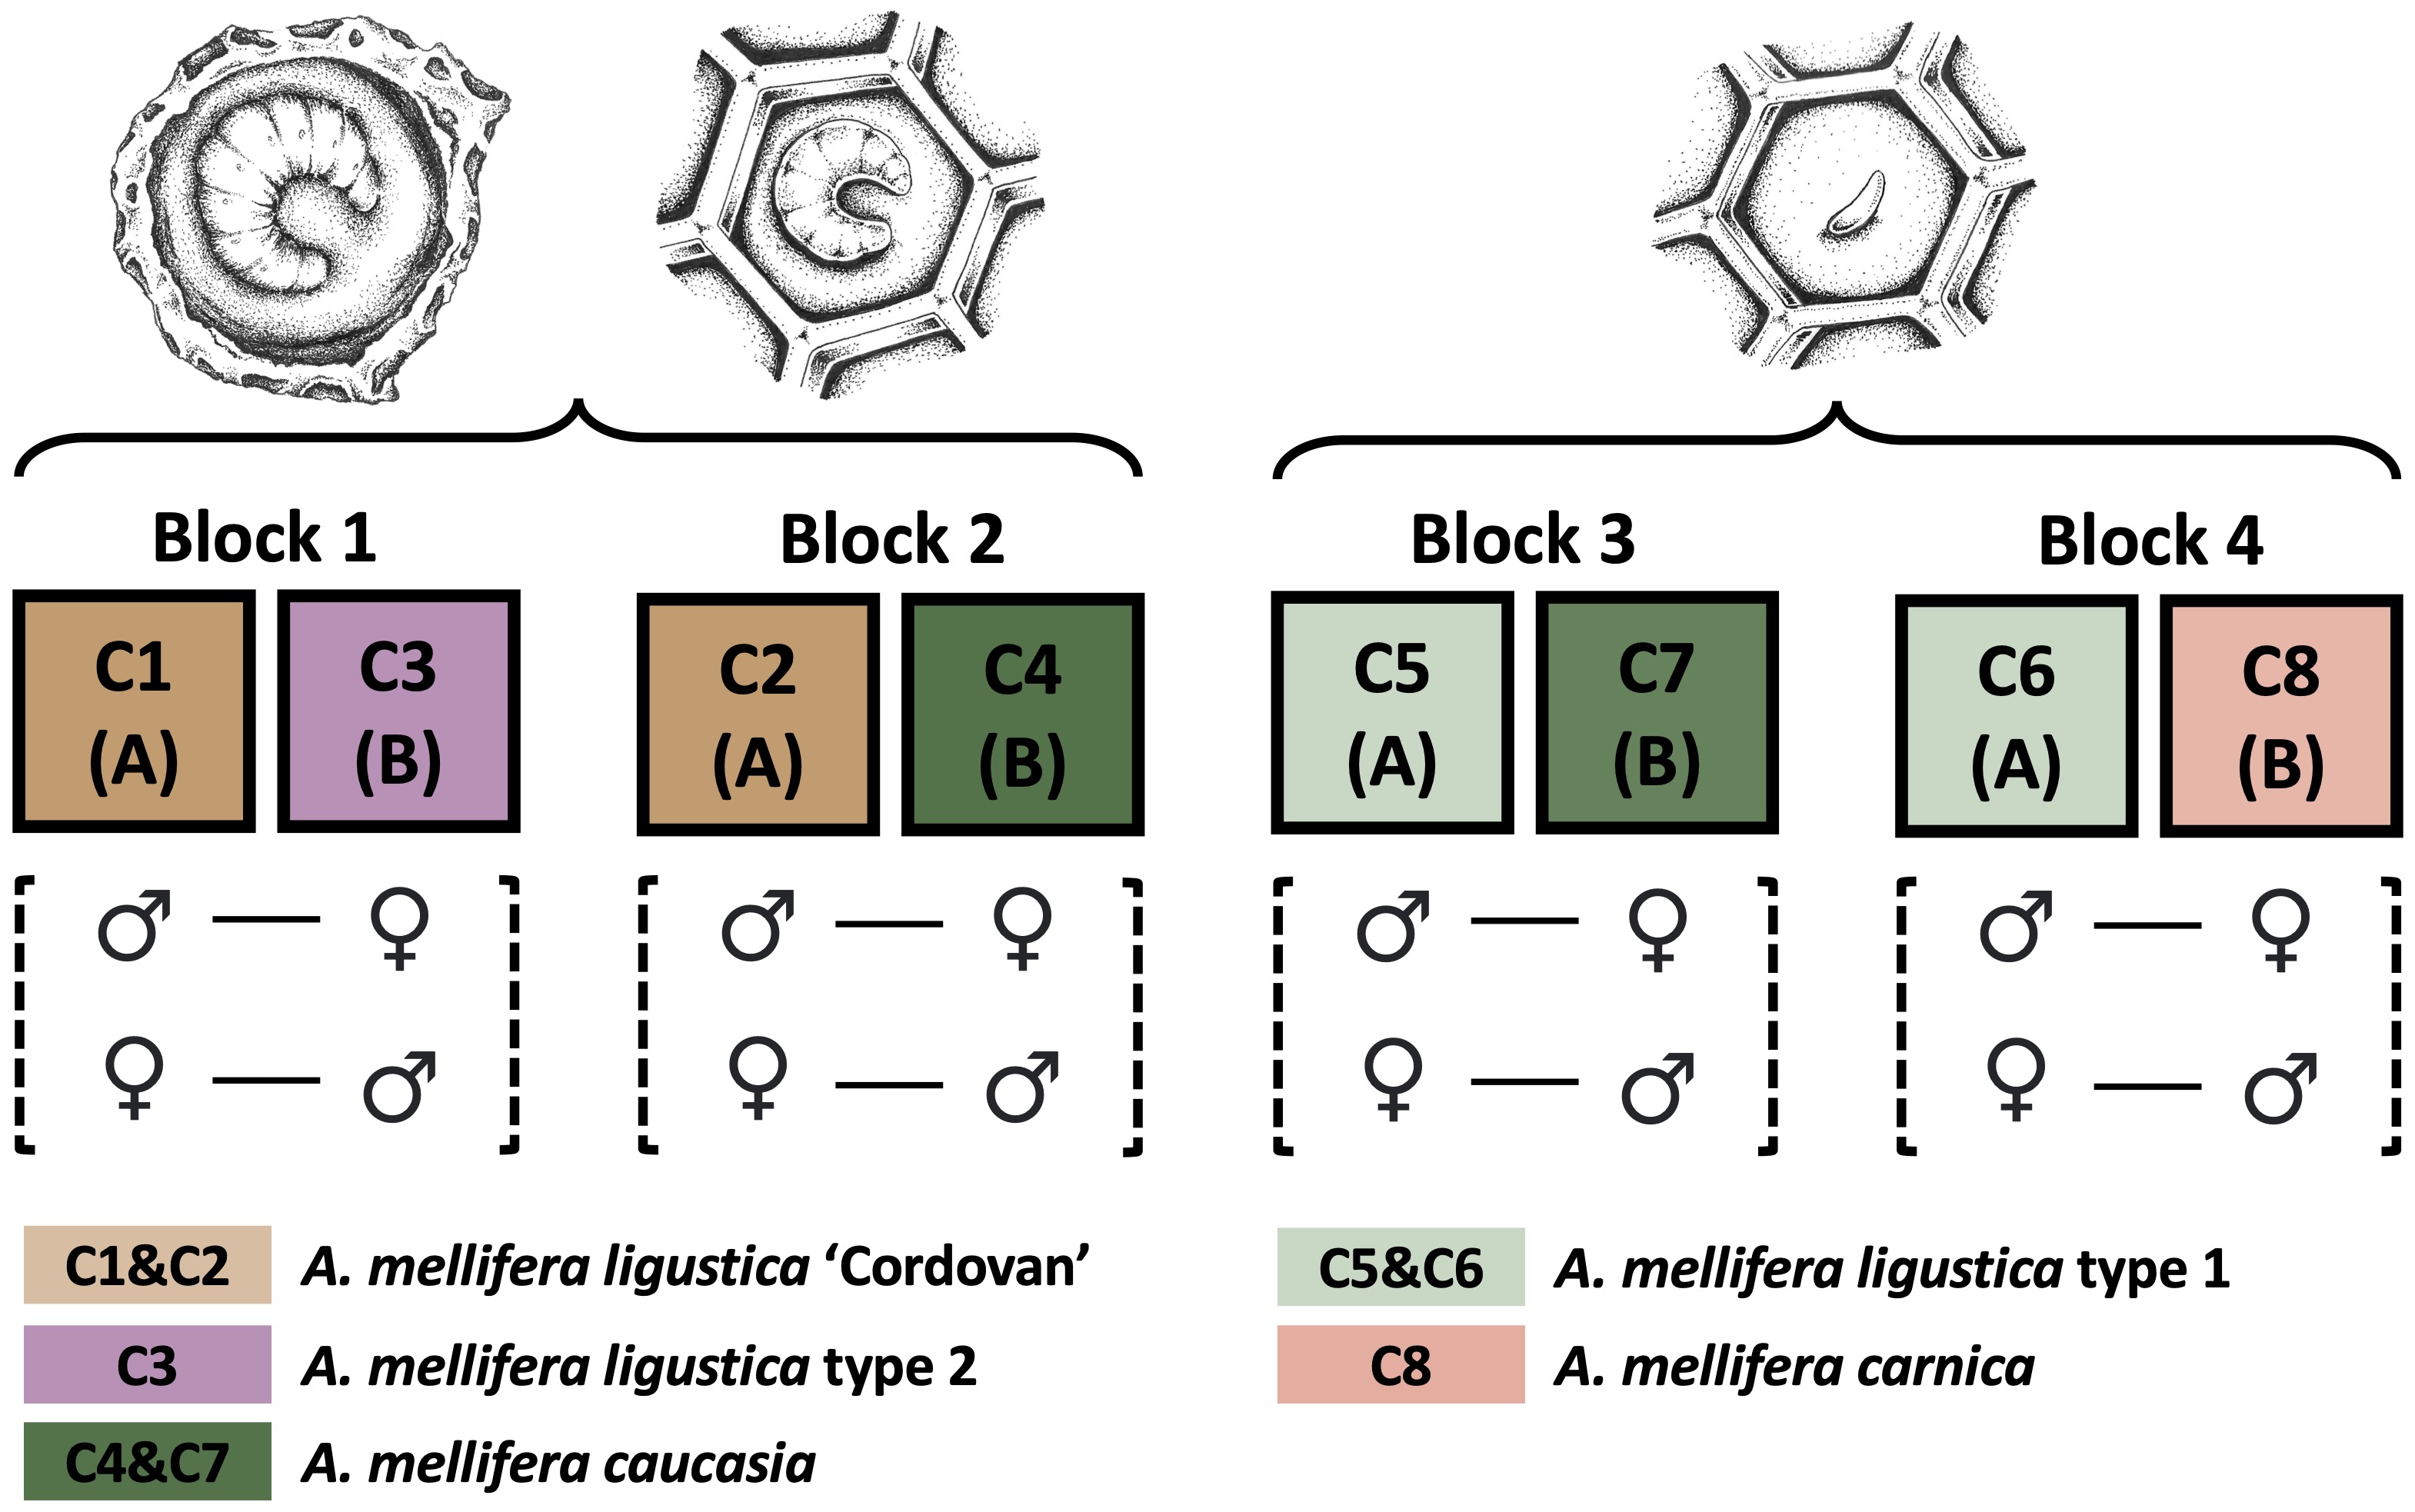 Block 1
Block 2
Block 3
Block 4
C1
(A)
C3
(B)
C2
(A)
C4
(B)
C5
(A)
C7
(B)
C6
(A)
C8
(B)
♂ — ♀
♀ — ♂
♂ — ♀
♀ — ♂
♂ — ♀
♀ — ♂
♂ — ♀
♀ — ♂
C1&C2 A. mellifera ligustica ‘Cordovan’
C3 A. mellifera ligustica type 2
C4&C7 A. mellifera caucasia
C5&C6 A. mellifera ligustica type 1
C8 A. mellifera carnica